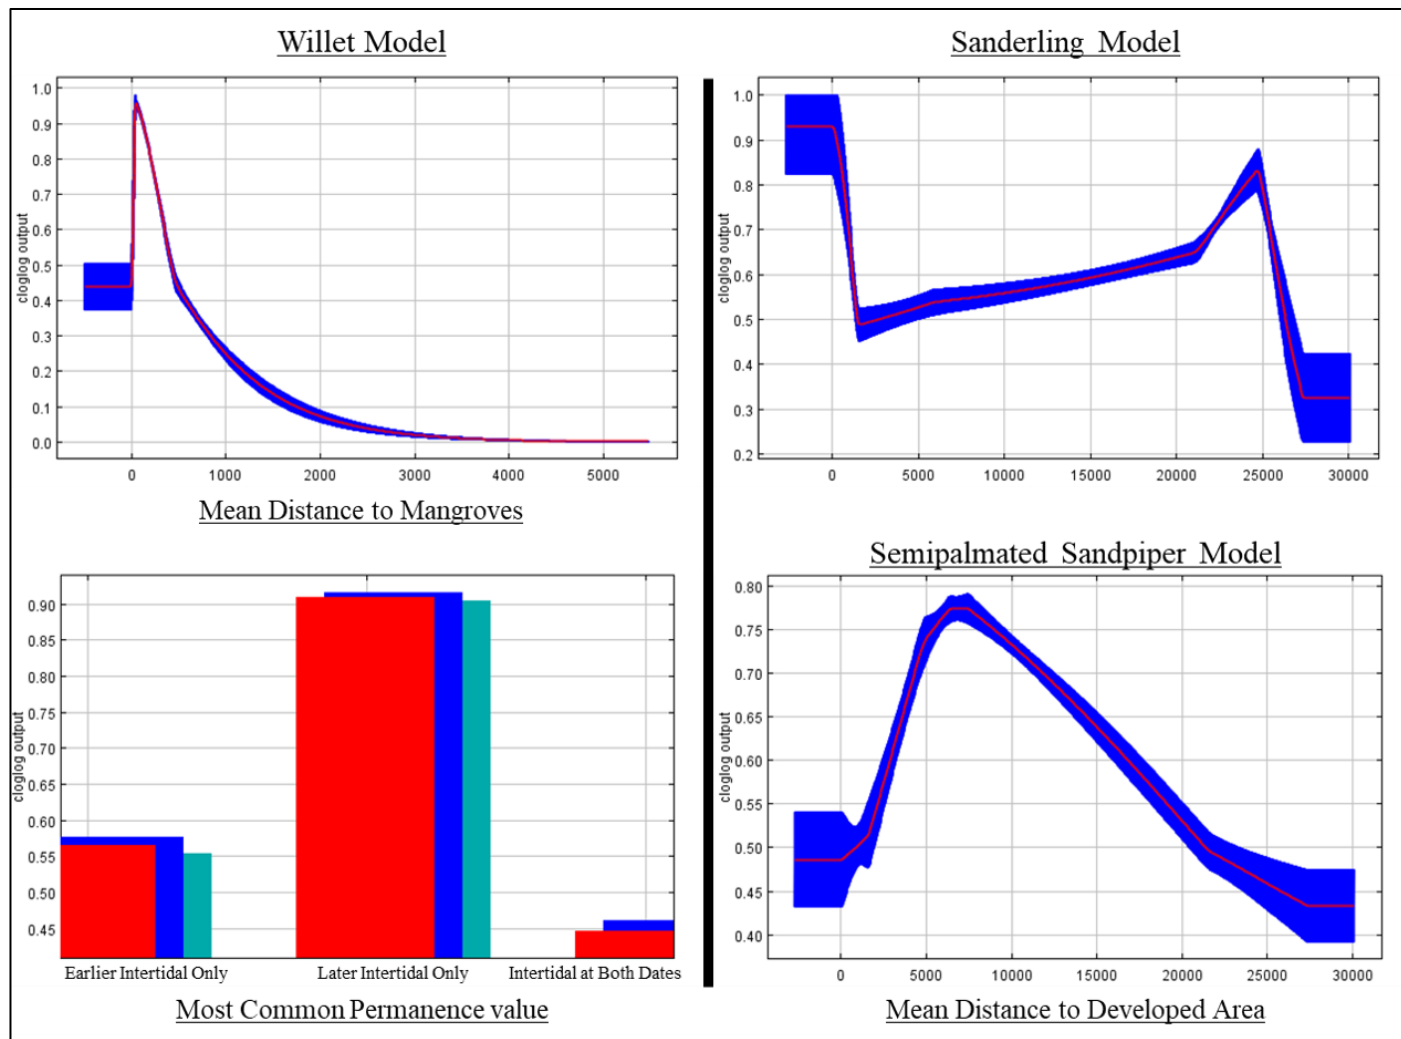 Willet Model
1.0
0.9
0.8
0.7
0.6
0.5
0.4
0.3
0.2
0.1
0.0
cloglog output
0 1000 2000 3000 4000 5000
Mean Distance to Mangroves
0.90
0.85
0.80
0.75
0.70
0.65
0.60
0.55
0.50
0.45
cloglog output
Earlier Intertidal Only Later Intertidal Only Intertidal at Both Dates
Most Common Permanence value
Sanderling Model
1.0
0.9
0.8
0.7
0.6
0.5
0.4
0.3
0.2
cloglog output
0 5000 10000 15000 20000 25000 30000
Semipalmated Sandpiper Model
0.80
0.75
0.70
0.65
0.60
0.55
0.50
0.45
0.40
cloglog output
0 5000 10000 15000 20000 25000 30000
Mean Distance to Developed Area